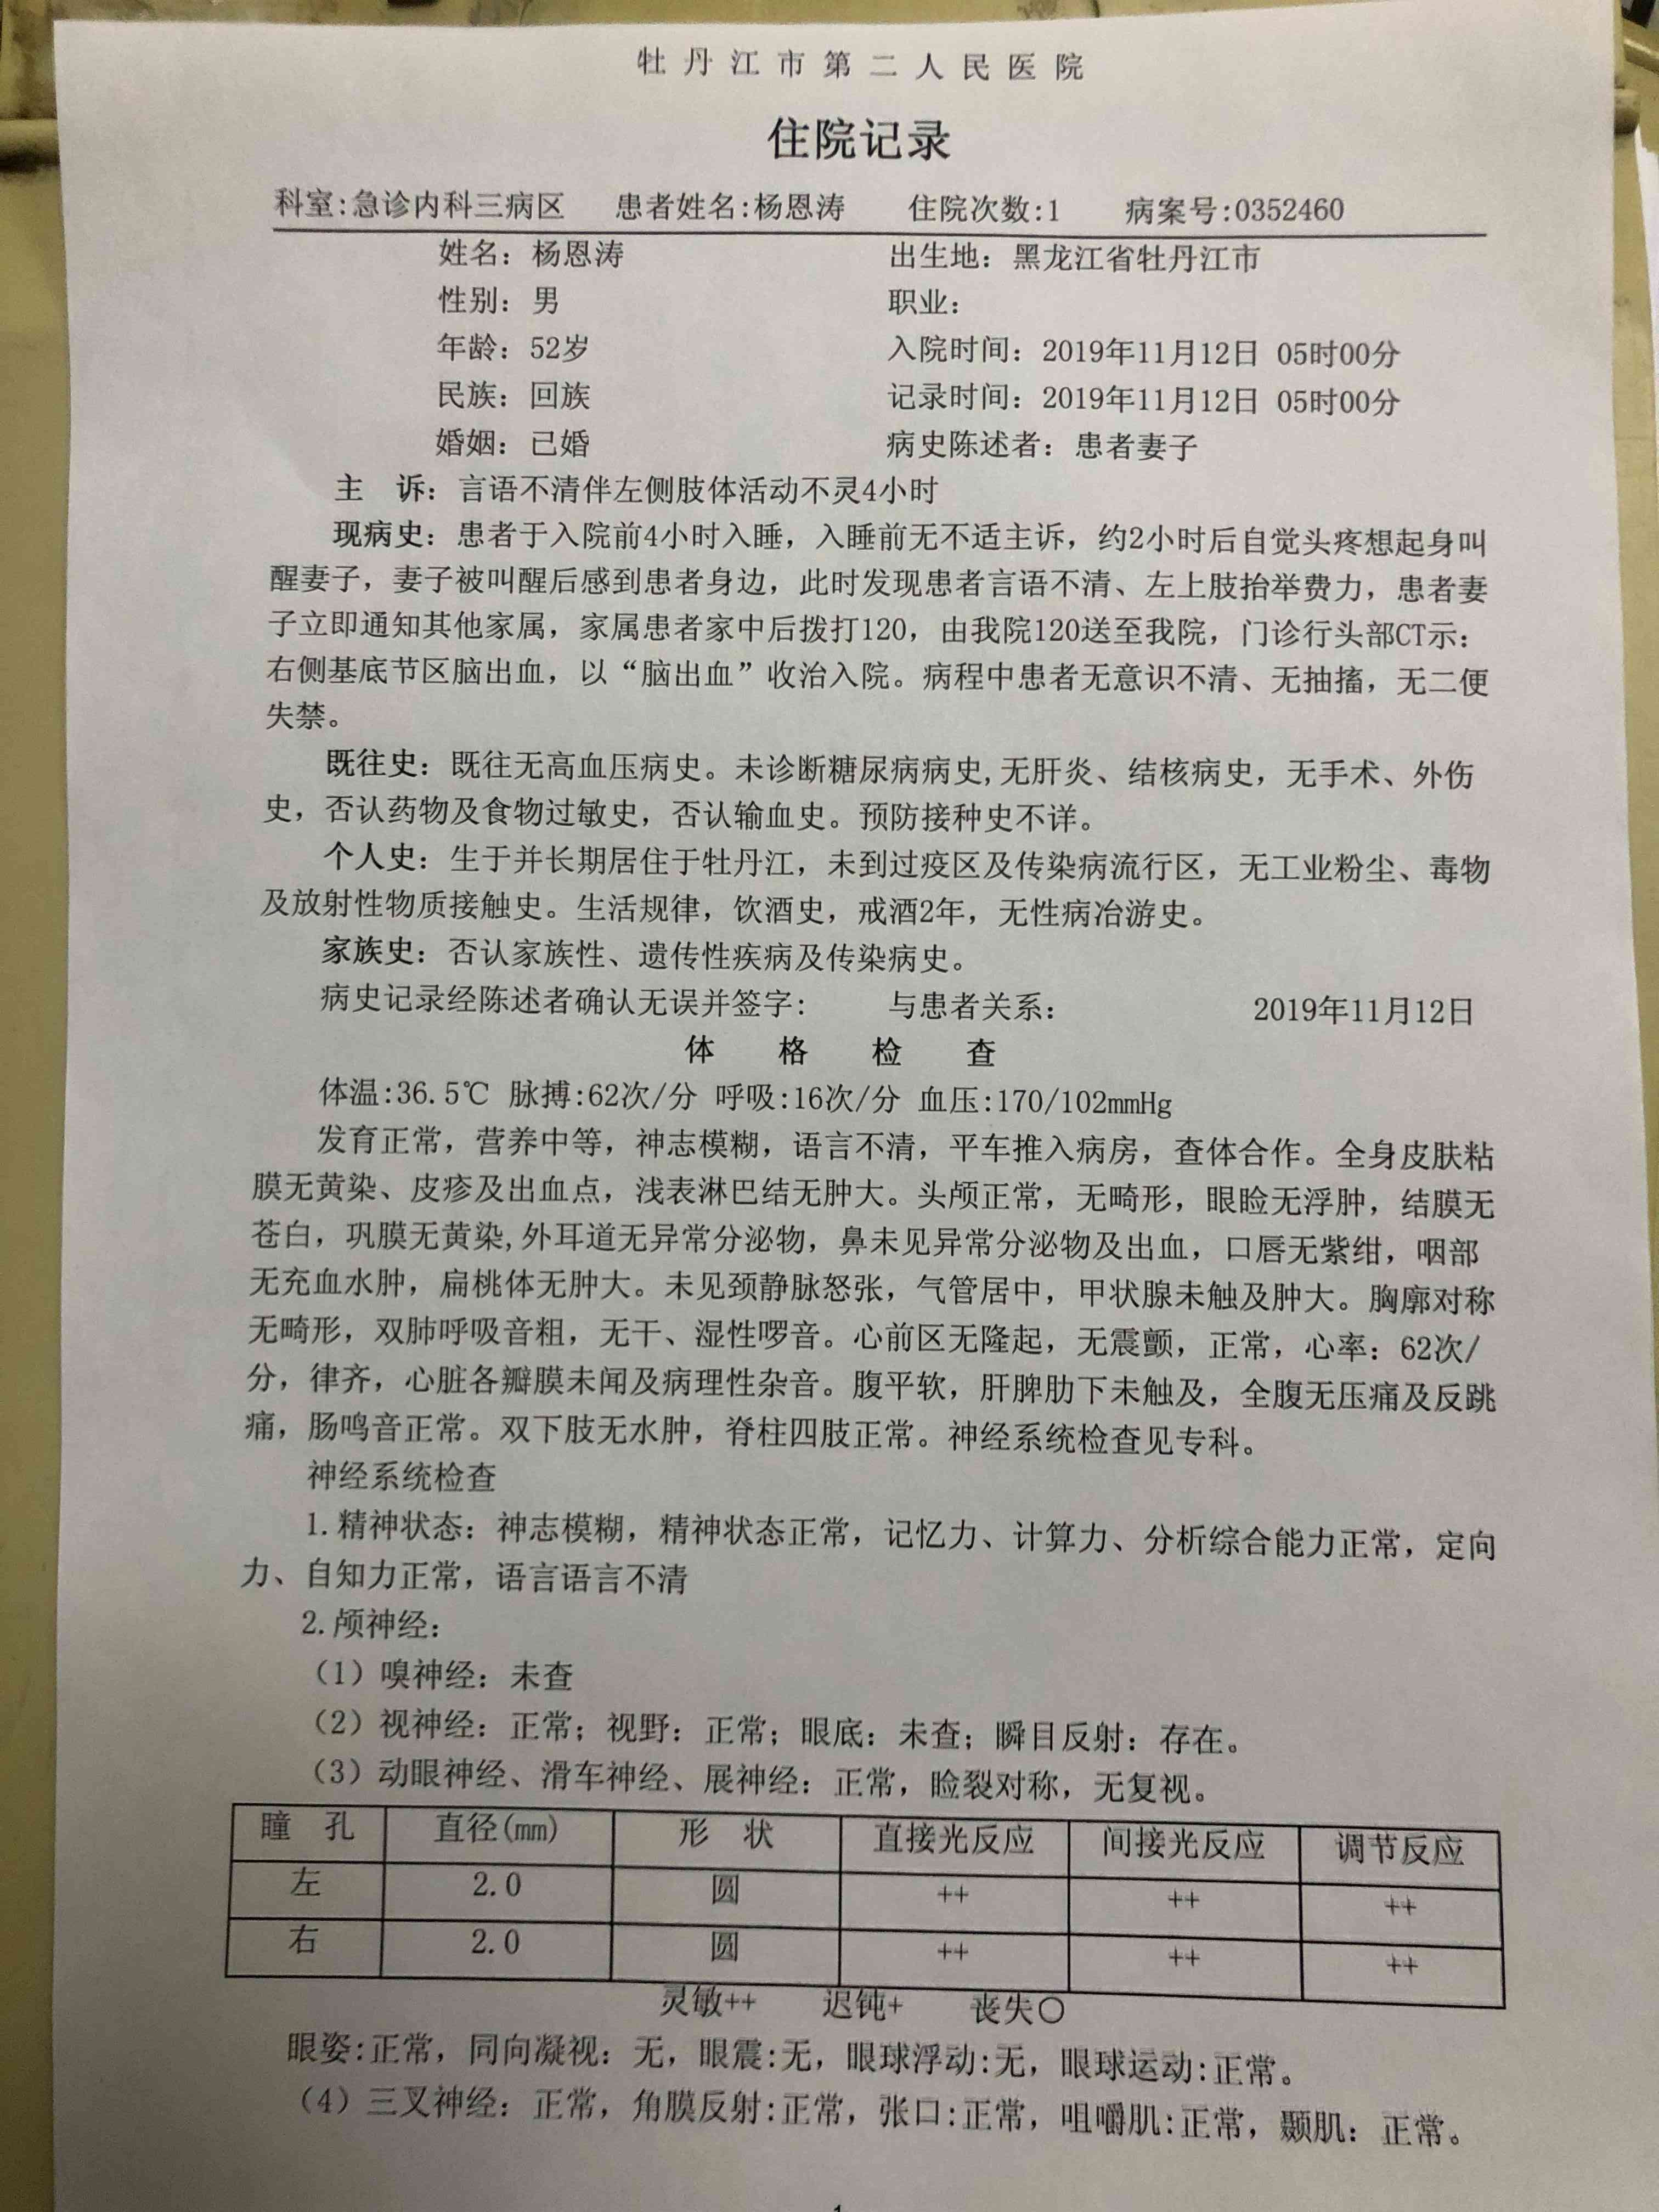 牡丹江市第二人民医院
住院记录
科室:急诊内科三病区 患者姓名:杨恩涛 住院次数:1 病案号:0352460
姓名：杨恩涛 出生地：黑龙江省牡丹江市
性别：男 职业：
年龄：52岁 入院时间：2019年11月12日 05时00分
民族：回族 记录时间：2019年11月12日 05时00分
婚姻：已婚 病史陈述者：患者妻子
主 诉：言语不清伴左侧肢体活动不灵4小时
现病史：患者于入院前4小时入睡，入睡前无不适主诉，约2小时后自觉头疼想起身叫
醒妻子，妻子被叫醒后感到患者身边，此时发现患者言语不清、左上肢抬举费力，患者妻
子立即通知其他家属，家属患者家中后拨打120，由我院120送至我院，门诊行头部CT示：
右侧基底节区脑出血，以“脑出血”收治入院。病程中患者无意识不清、无抽搐，无二便
失禁。
既往史：既往无高血压病史。未诊断糖尿病病史,无肝炎、结核病史，无手术、外伤
史，否认药物及食物过敏史，否认输血史。预防接种史不详。
个人史：生于并长期居住于牡丹江，未到过疫区及传染病流行区，无工业粉尘、毒物
及放射性物质接触史。生活规律，饮酒史，戒酒2年，无性病冶游史。
家族史：否认家族性、遗传性疾病及传染病史。
病史记录经陈述者确认无误并签字: 与患者关系： 2019年11月12日
体 格 检 查
体温:36.5℃ 脉搏:62次/分 呼吸:16次/分 血压:170/102mmHg
发育正常，营养中等，神志模糊，语言不清，平车推入病房，查体合作。全身皮肤粘
膜无黄染、皮疹及出血点，浅表淋巴结无肿大。头颅正常，无畸形，眼睑无浮肿，结膜无
苍白，巩膜无黄染,外耳道无异常分泌物，鼻未见异常分泌物及出血，口唇无紫绀，咽部
无充血水肿，扁桃体无肿大。未见颈静脉怒张，气管居中，甲状腺未触及肿大。胸廓对称
无畸形，双肺呼吸音粗，无干、湿性啰音。心前区无隆起，无震颤，正常，心率：62次/
分，律齐，心脏各瓣膜未闻及病理性杂音。腹平软，肝脾肋下未触及，全腹无压痛及反跳
痛，肠鸣音正常。双下肢无水肿，脊柱四肢正常。神经系统检查见专科。
神经系统检查
1.精神状态：神志模糊，精神状态正常，记忆力、计算力、分析综合能力正常，定向
力、自知力正常，语言语言不清
2.颅神经：
（1）嗅神经：未查
（2）视神经：正常；视野：正常；眼底：未查；瞬目反射：存在。
（3）动眼神经、滑车神经、展神经：正常，睑裂对称，无复视。
瞳 孔 直径(mm) 形 状 直接光反应 间接光反应 调节反应
左 2.0 圆 ++ ++ ++
右 2.0 圆 ++ ++ ++
灵敏++ 迟钝+ 丧失○
眼姿:正常，同向凝视：无，眼震:无，眼球浮动:无，眼球运动:正常。
（4）三叉神经：正常，角膜反射:正常，张口:正常，咀嚼肌:正常，颞肌：正常。